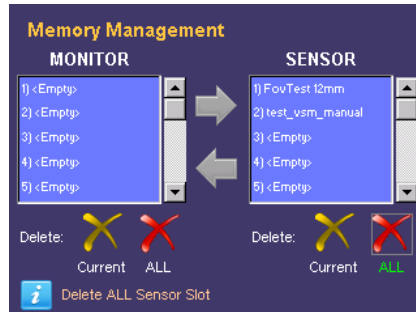 Memory Management
MONITOR
SENSOR
1) <Empty>
2) <Empty>
3) <Empty>
4) <Empty>
5) <Empty>
1) FovTest 12mm
2) test_vsm_manual
3) <Empty>
4) <Empty>
5) <Empty>
Delete:
Current
ALL
Delete:
Current
ALL
i
Delete ALL Sensor Slot